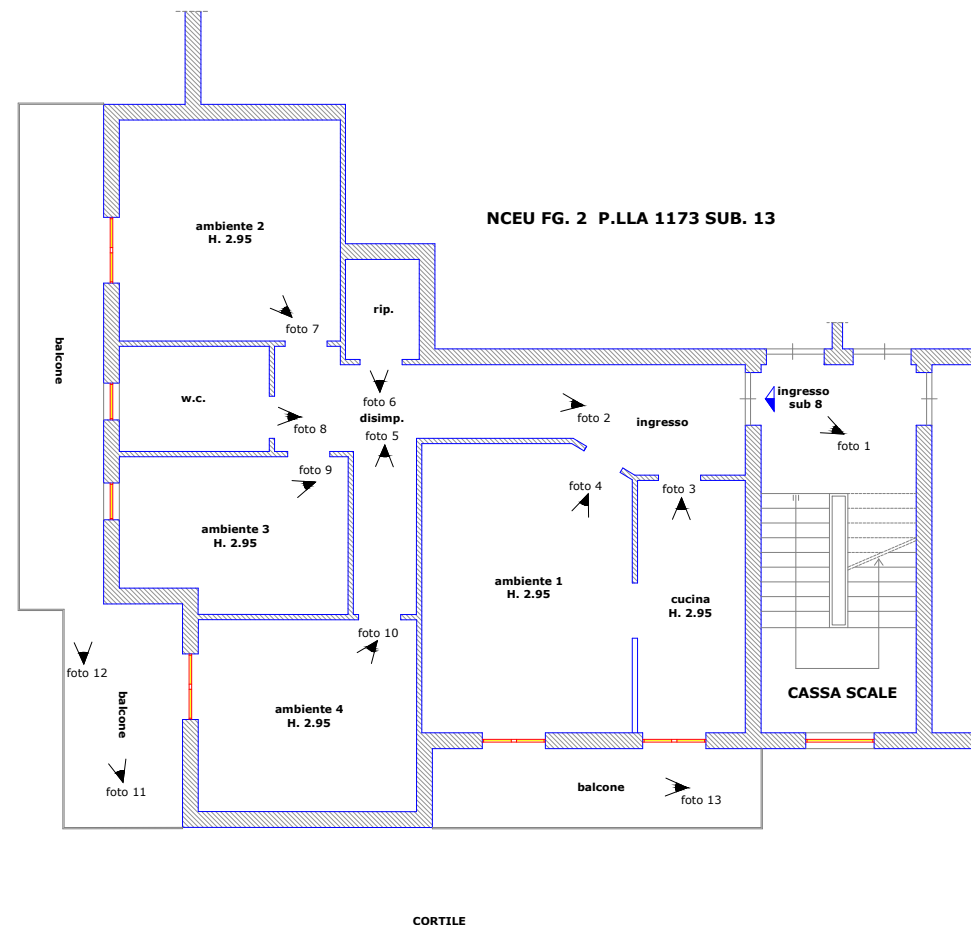 NCEU FG. 2 P.LLA 1173 SUB. 13
ambiente 2
H. 2.95
rip.
foto 7
balcone
w.c.
foto 6
disimp.
foto 5
foto 8
foto 2
ingresso
ingresso
sub 8
foto 1
foto 9
foto 4
foto 3
ambiente 3
H. 2.95
ambiente 1
H. 2.95
cucina
H. 2.95
foto 10
foto 12
balcone
ambiente 4
H. 2.95
CASSA SCALE
foto 11
balcone
foto 13
CORTILE